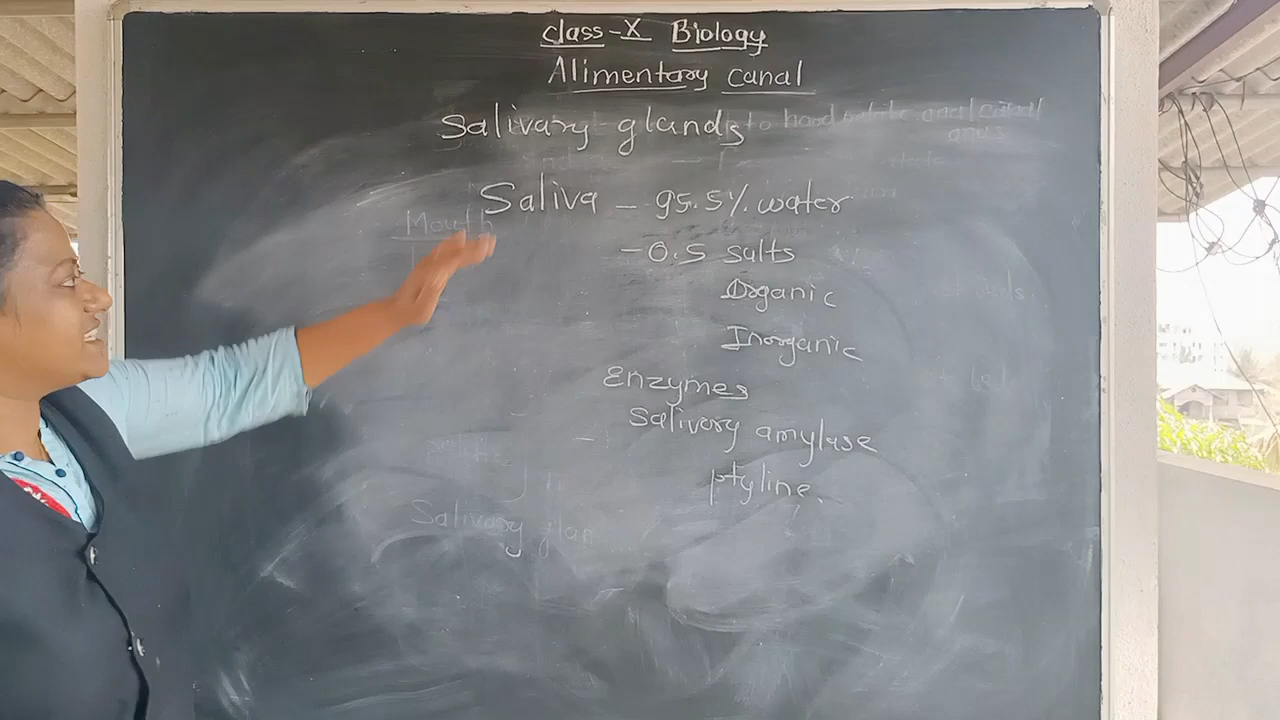 class-X Biology
Alimentary canal
Salivary glands
Saliva - 95.5% water
- 0.5 salts
Organic
Inorganic
Enzymes
Salivary amylase
ptyline.
Mouth
Salivary glan